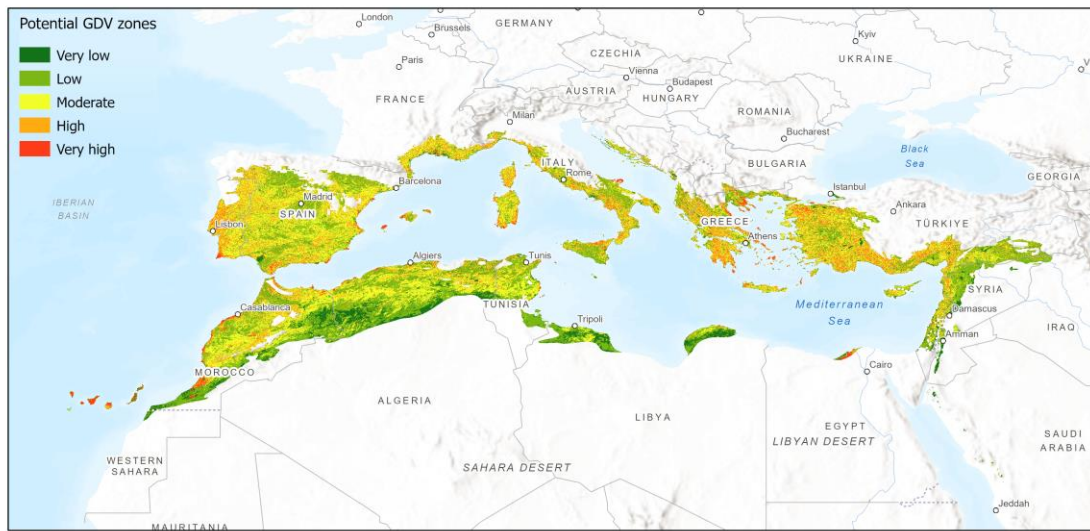 Potential GDV zones
Very low
Low
Moderate
High
Very high
London
Brussels
GERMANY
Kyiv
Paris
CZECHIA
UKRAINE
Vienna
Budapest
FRANCE
AUSTRIA
HUNGARY
Milan
ROMANIA
Bucharest
Black
Sea
BULGARIA
GEORGIA
ITALY
Rome
Barcelona
Istanbul
Madrid
SPAIN
IBERIAN
BASIN
Ankara
TÜRKIYE
Lisbon
GREECE
Athens
Algiers
Tunis
SYRIA
Mediterranean
Sea
TUNISIA
Casablanca
Damascus
IRAQ
Tripoli
Amman
MOROCCO
Cairo
ALGERIA
LIBYA
EGYPT
LIBYAN DESERT
SAUDI
ARABIA
WESTERN
SAHARA
SAHARA DESERT
Jeddah
MAURITANIA